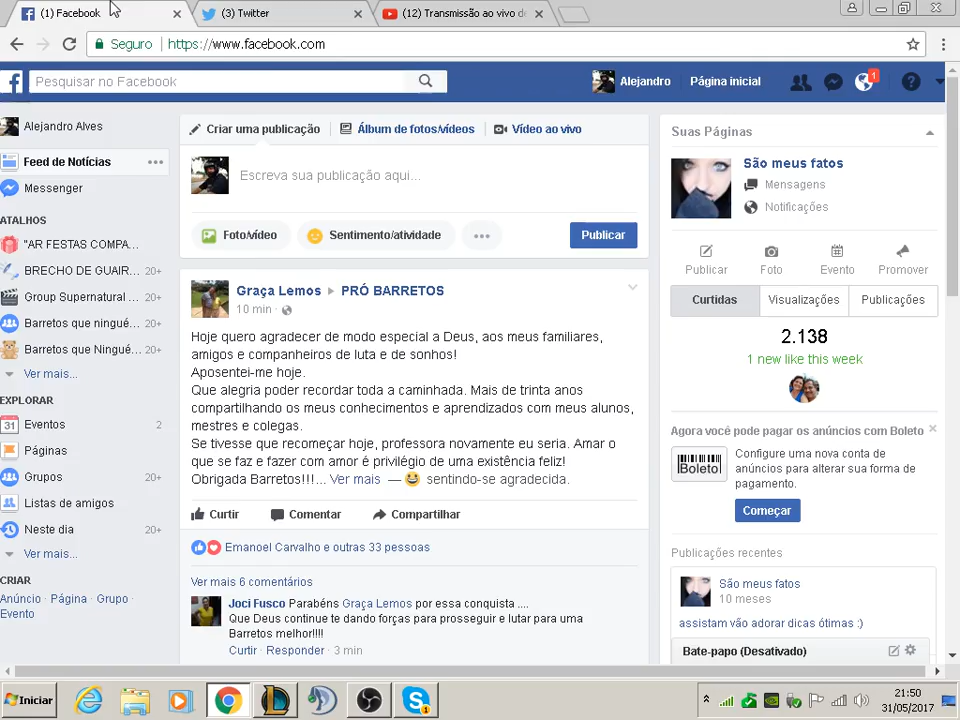 (1) Facebook
(3) Twitter
(12) Transmissão ao vivo de
Seguro
https://www.facebook.com
Pesquisar no Facebook
Alejandro
Página inicial
1
Alejandro Alves
Feed de Notícias
Messenger
ATALHOS
"AR FESTAS COMPA...
BRECHO DE GUAIR... 20+
Group Supernatural ... 20+
Barretos que ningué... 20+
Barretos que Ningué... 20+
Ver mais...
EXPLORAR
31 Eventos 2
Páginas
Grupos 20+
Listas de amigos
Neste dia 20+
Ver mais...
CRIAR
Anúncio · Página · Grupo ·
Evento
Criar uma publicação
Álbum de fotos/vídeos
Vídeo ao vivo
Escreva sua publicação aqui...
Foto/vídeo
Sentimento/atividade
Publicar
Graça Lemos ▸ PRÓ BARRETOS
10 min ·
Hoje quero agradecer de modo especial a Deus, aos meus familiares,
amigos e companheiros de luta e de sonhos!
Aposentei-me hoje.
Que alegria poder recordar toda a caminhada. Mais de trinta anos
compartilhando os meus conhecimentos e aprendizados com meus alunos,
mestres e colegas.
Se tivesse que recomeçar hoje, professora novamente eu seria. Amar o
que se faz e fazer com amor é privilégio de uma existência feliz!
Obrigada Barretos!!!... Ver mais — 😃 sentindo-se agradecida.
Curtir
Comentar
Compartilhar
Emanoel Carvalho e outras 33 pessoas
Ver mais 6 comentários
Joci Fusco Parabéns Graça Lemos por essa conquista ....
Que Deus continue te dando forças para prosseguir e lutar para uma
Barretos melhor!!!!
Curtir · Responder · 3 min
Suas Páginas
São meus fatos
Mensagens
Notificações
Publicar
Foto
Evento
Promover
Curtidas
Visualizações
Publicações
2.138
1 new like this week
Agora você pode pagar os anúncios com Boleto
Boleto
Configure uma nova conta de
anúncios para alterar sua forma de
pagamento.
Começar
Publicações recentes
São meus fatos
10 meses
assistam vão adorar dicas ótimas :)
Bate-papo (Desativado)
Iniciar
21:50
31/05/2017